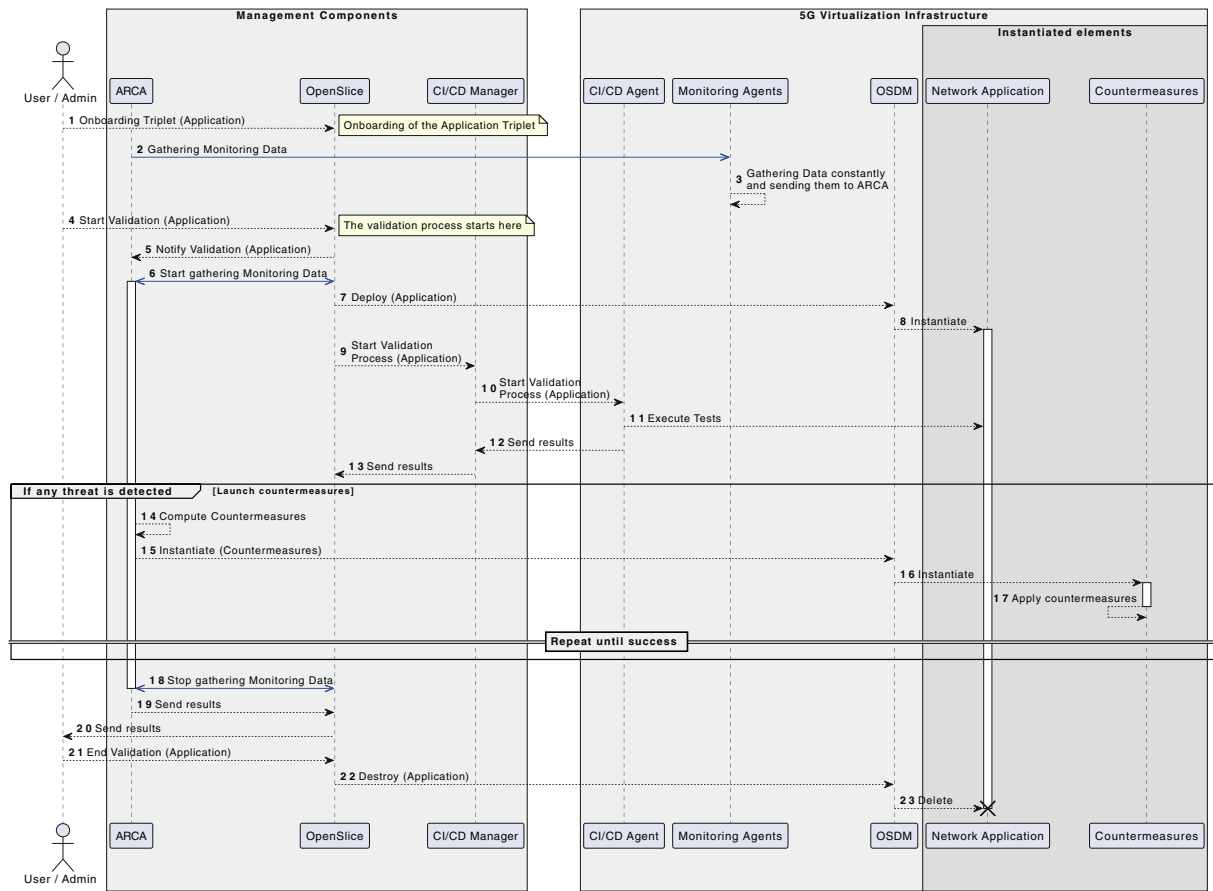 Management Components
5G Virtualization Infrastructure
Instantiated elements
User / Admin
ARCA
OpenSlice
CI/CD Manager
CI/CD Agent
Monitoring Agents
OSDM
Network Application
Countermeasures
1 Onboarding Triplet (Application)
Onboarding of the Application Triplet
2 Gathering Monitoring Data
3 Gathering Data constantly
and sending them to ARCA
4 Start Validation (Application)
The validation process starts here
5 Notify Validation (Application)
6 Start gathering Monitoring Data
7 Deploy (Application)
8 Instantiate
9 Start Validation
Process (Application)
10 Start Validation
Process (Application)
11 Execute Tests
12 Send results
13 Send results
If any threat is detected
[Launch countermeasures]
14 Compute Countermeasures
15 Instantiate (Countermeasures)
16 Instantiate
17 Apply countermeasures
Repeat until success
18 Stop gathering Monitoring Data
19 Send results
20 Send results
21 End Validation (Application)
22 Destroy (Application)
23 Delete
ARCA
OpenSlice
CI/CD Manager
CI/CD Agent
Monitoring Agents
OSDM
Network Application
Countermeasures
User / Admin